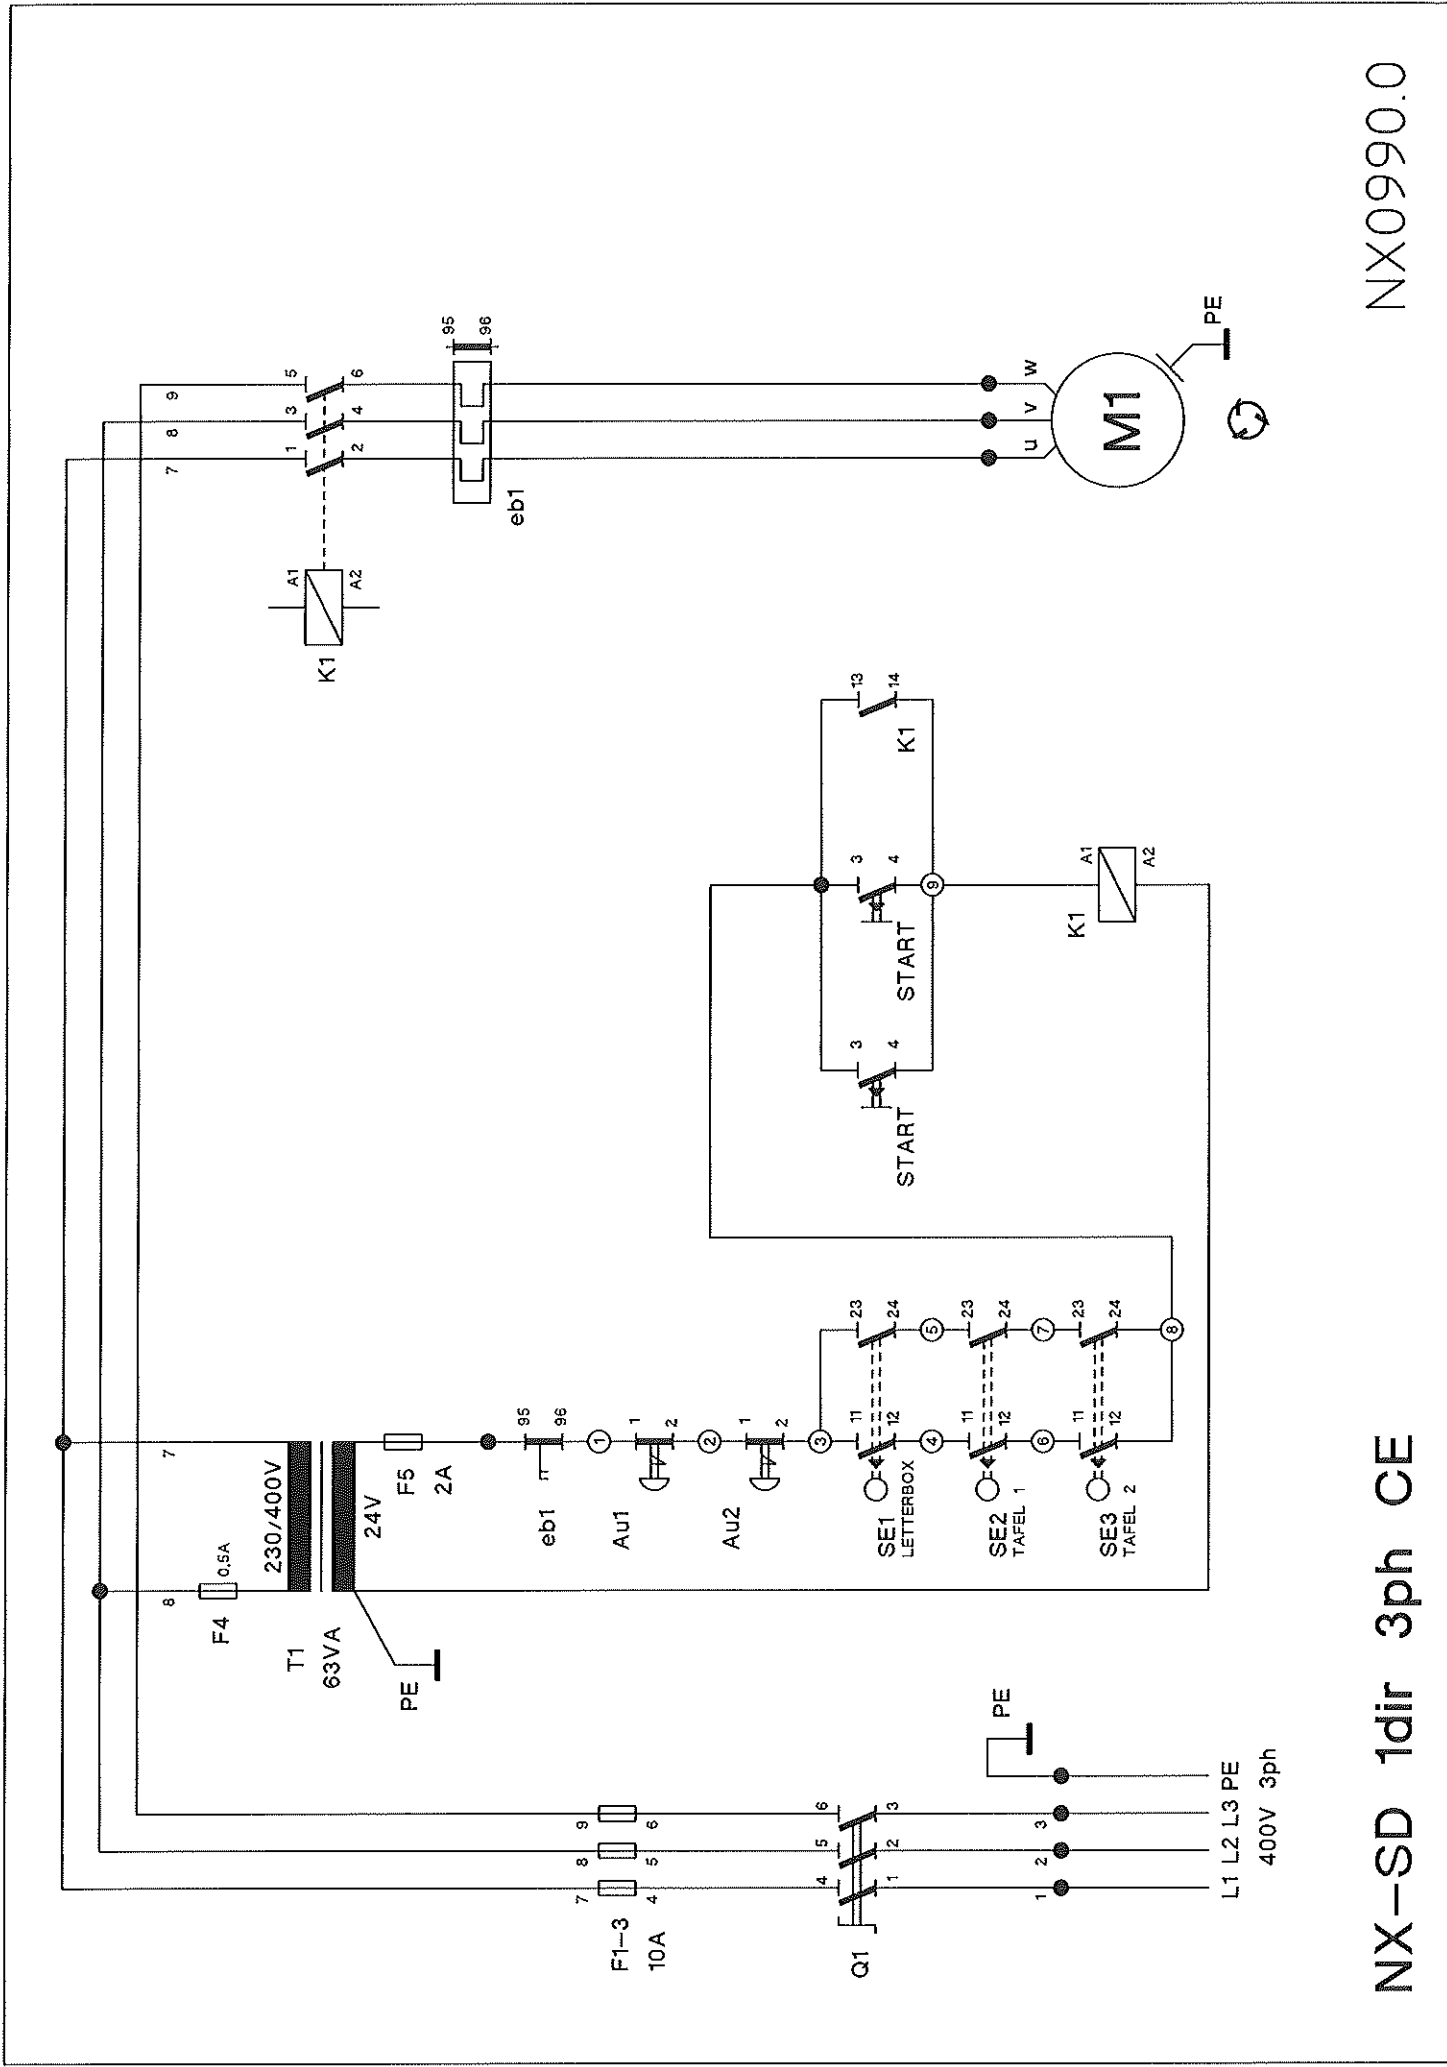 7
8
9
8
7
F4
0.5A
T1
63VA
230/400V
24V
PE
F5
2A
eb1
95
96
1
Au1
1
2
2
Au2
1
2
3
SE1
LETTERBOX
11
12
23
24
4
5
SE2
TAFEL 1
11
12
23
24
6
7
SE3
TAFEL 2
11
12
23
24
8
START
3
4
START
3
4
K1
13
14
9
K1
A1
A2
K1
A1
A2
1
3
5
2
4
6
eb1
95
96
u
v
w
M1
PE
F1-3
10A
7
8
9
4
5
6
Q1
4
5
6
1
2
3
1
2
3
PE
L1 L2 L3 PE
400V 3ph
NX-SD 1dir 3ph CE
NX0990.0